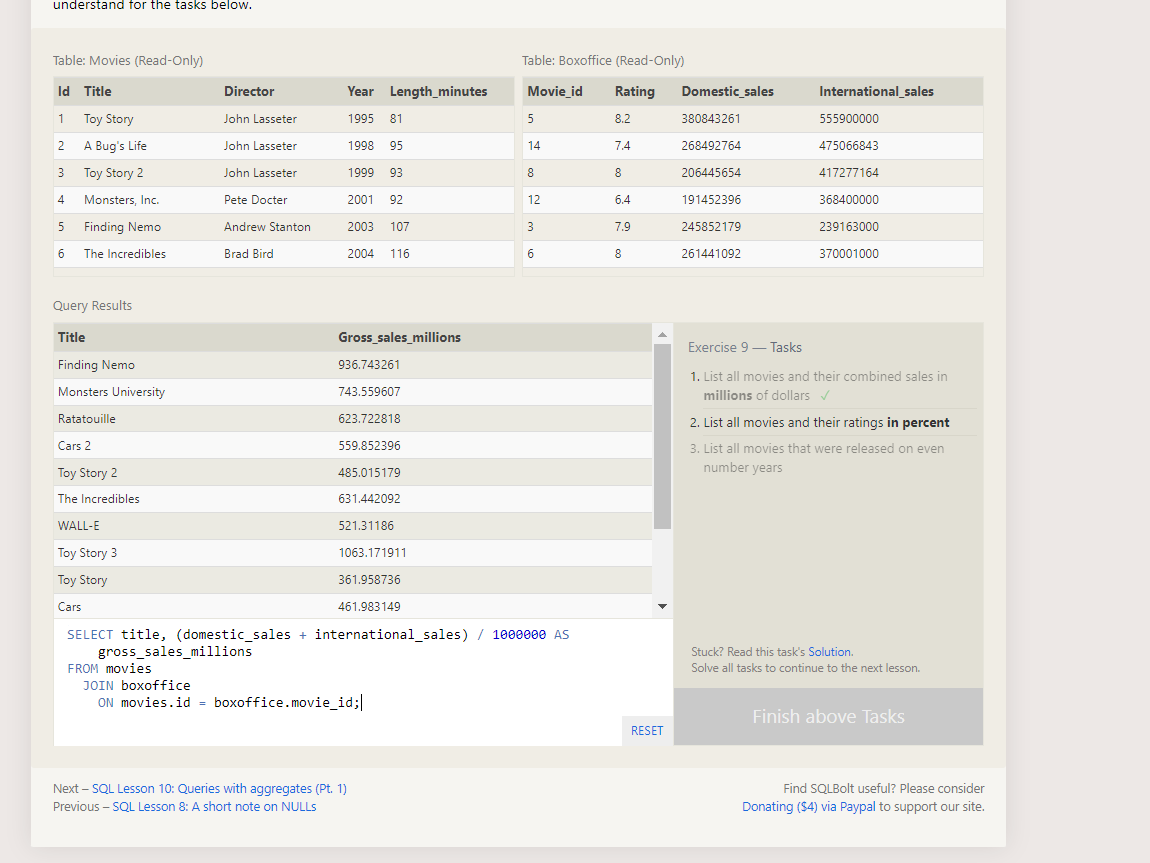 understand for the tasks below.
Table: Movies (Read-Only)
Table: Boxoffice (Read-Only)
Id Title Director Year Length_minutes
1 Toy Story John Lasseter 1995 81
2 A Bug's Life John Lasseter 1998 95
3 Toy Story 2 John Lasseter 1999 93
4 Monsters, Inc. Pete Docter 2001 92
5 Finding Nemo Andrew Stanton 2003 107
6 The Incredibles Brad Bird 2004 116
Movie_id Rating Domestic_sales International_sales
5 8.2 380843261 555900000
14 7.4 268492764 475066843
8 8 206445654 417277164
12 6.4 191452396 368400000
3 7.9 245852179 239163000
6 8 261441092 370001000
Query Results
Title Gross_sales_millions
Finding Nemo 936.743261
Monsters University 743.559607
Ratatouille 623.722818
Cars 2 559.852396
Toy Story 2 485.015179
The Incredibles 631.442092
WALL-E 521.31186
Toy Story 3 1063.171911
Toy Story 361.958736
Cars 461.983149
SELECT title, (domestic_sales + international_sales) / 1000000 AS
gross_sales_millions
FROM movies
JOIN boxoffice
ON movies.id = boxoffice.movie_id;
RESET
Exercise 9 — Tasks
1. List all movies and their combined sales in
millions of dollars ✓
2. List all movies and their ratings in percent
3. List all movies that were released on even
number years
Stuck? Read this task's Solution.
Solve all tasks to continue to the next lesson.
Finish above Tasks
Next – SQL Lesson 10: Queries with aggregates (Pt. 1)
Previous – SQL Lesson 8: A short note on NULLs
Find SQLBolt useful? Please consider
Donating ($4) via Paypal to support our site.